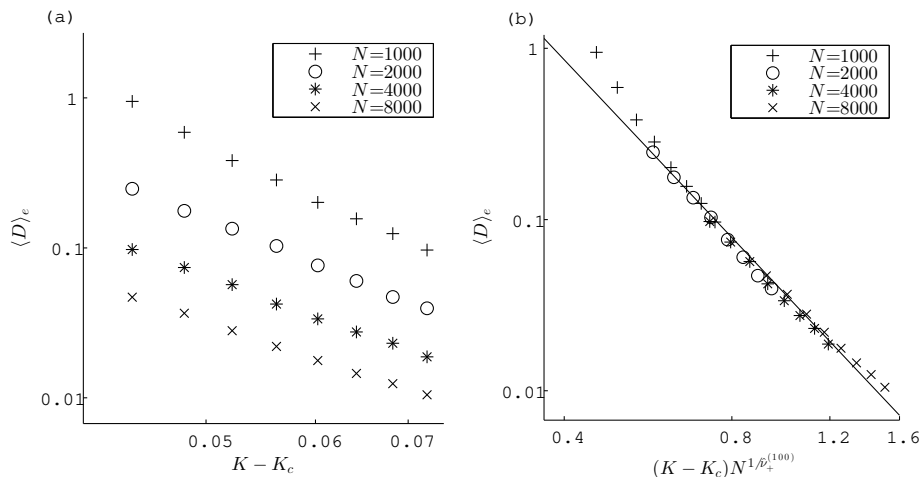 (a)
N=1000
N=2000
N=4000
N=8000
1
0.1
0.01
⟨D⟩e
0.05 0.06 0.07
K − Kc
(b)
N=1000
N=2000
N=4000
N=8000
1
0.1
0.01
⟨D⟩e
0.4 0.8 1.2 1.6
(K − Kc)N^{1/ν̂_+^{(100)}}